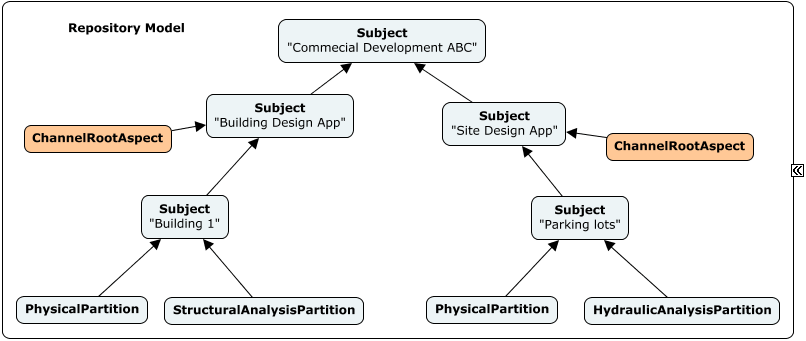 Repository Model
Subject
"Commecial Development ABC"
Subject
"Building Design App"
Subject
"Site Design App"
ChannelRootAspect
ChannelRootAspect
Subject
"Building 1"
Subject
"Parking lots"
PhysicalPartition
StructuralAnalysisPartition
PhysicalPartition
HydraulicAnalysisPartition